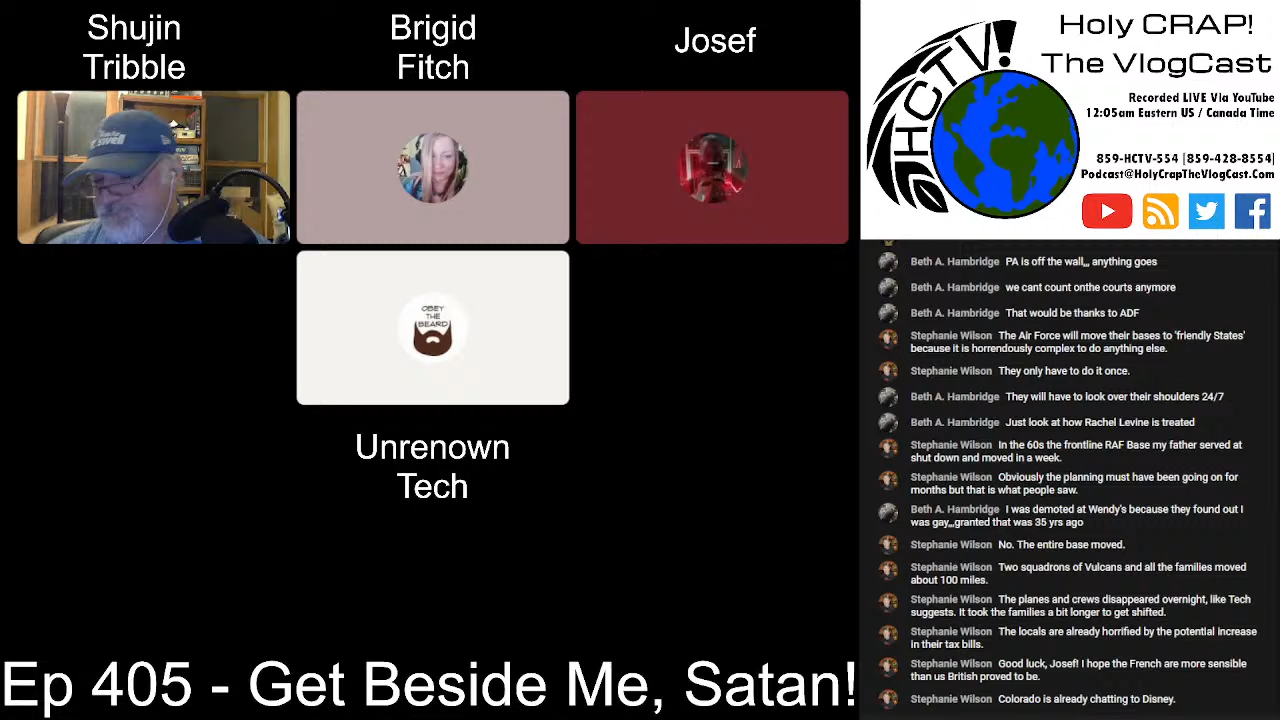 Shujin
Tribble
Brigid
Fitch
Josef
OBEY
THE
BEARD
Unrenown
Tech
Ep 405 - Get Beside Me, Satan!
HCTV!
Holy CRAP!
The VlogCast
Recorded LIVE Via YouTube
12:05am Eastern US / Canada Time
859-HCTV-554 [859-428-8554]
Podcast@HolyCrapTheVlogCast.Com
Beth A. Hambridge PA is off the wall,,, anything goes
Beth A. Hambridge we cant count onthe courts anymore
Beth A. Hambridge That would be thanks to ADF
Stephanie Wilson The Air Force will move their bases to 'friendly States'
because it is horrendously complex to do anything else.
Stephanie Wilson They only have to do it once.
Beth A. Hambridge They will have to look over their shoulders 24/7
Beth A. Hambridge Just look at how Rachel Levine is treated
Stephanie Wilson In the 60s the frontline RAF Base my father served at
shut down and moved in a week.
Stephanie Wilson Obviously the planning must have been going on for
months but that is what people saw.
Beth A. Hambridge I was demoted at Wendy's because they found out I
was gay,,,granted that was 35 yrs ago
Stephanie Wilson No. The entire base moved.
Stephanie Wilson Two squadrons of Vulcans and all the families moved
about 100 miles.
Stephanie Wilson The planes and crews disappeared overnight, like Tech
suggests. It took the families a bit longer to get shifted.
Stephanie Wilson The locals are already horrified by the potential increase
in their tax bills.
Stephanie Wilson Good luck, Josef! I hope the French are more sensible
than us British proved to be.
Stephanie Wilson Colorado is already chatting to Disney.